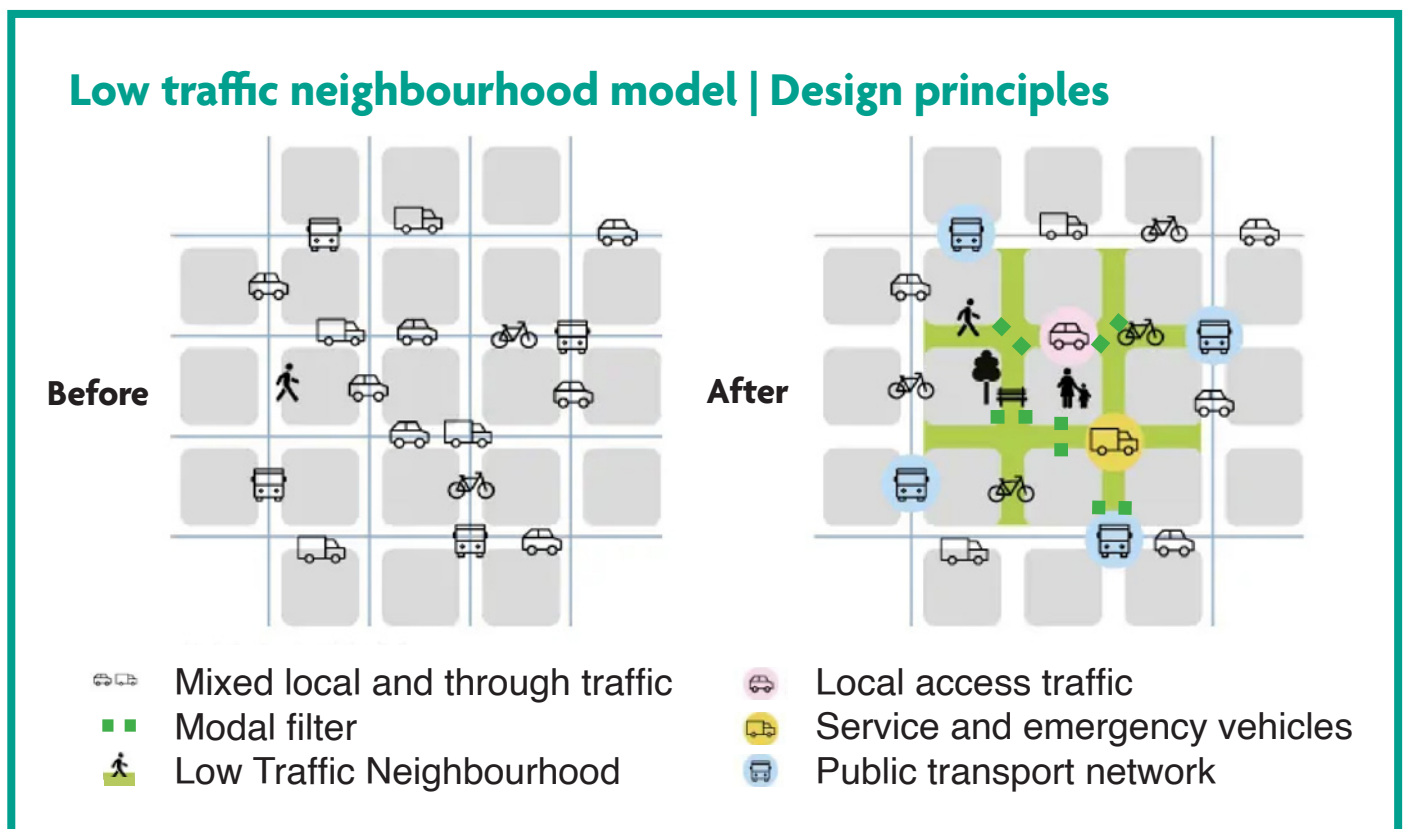 Low traffic neighbourhood model | Design principles
Before
After
Mixed local and through traffic
Modal filter
Low Traffic Neighbourhood
Local access traffic
Service and emergency vehicles
Public transport network